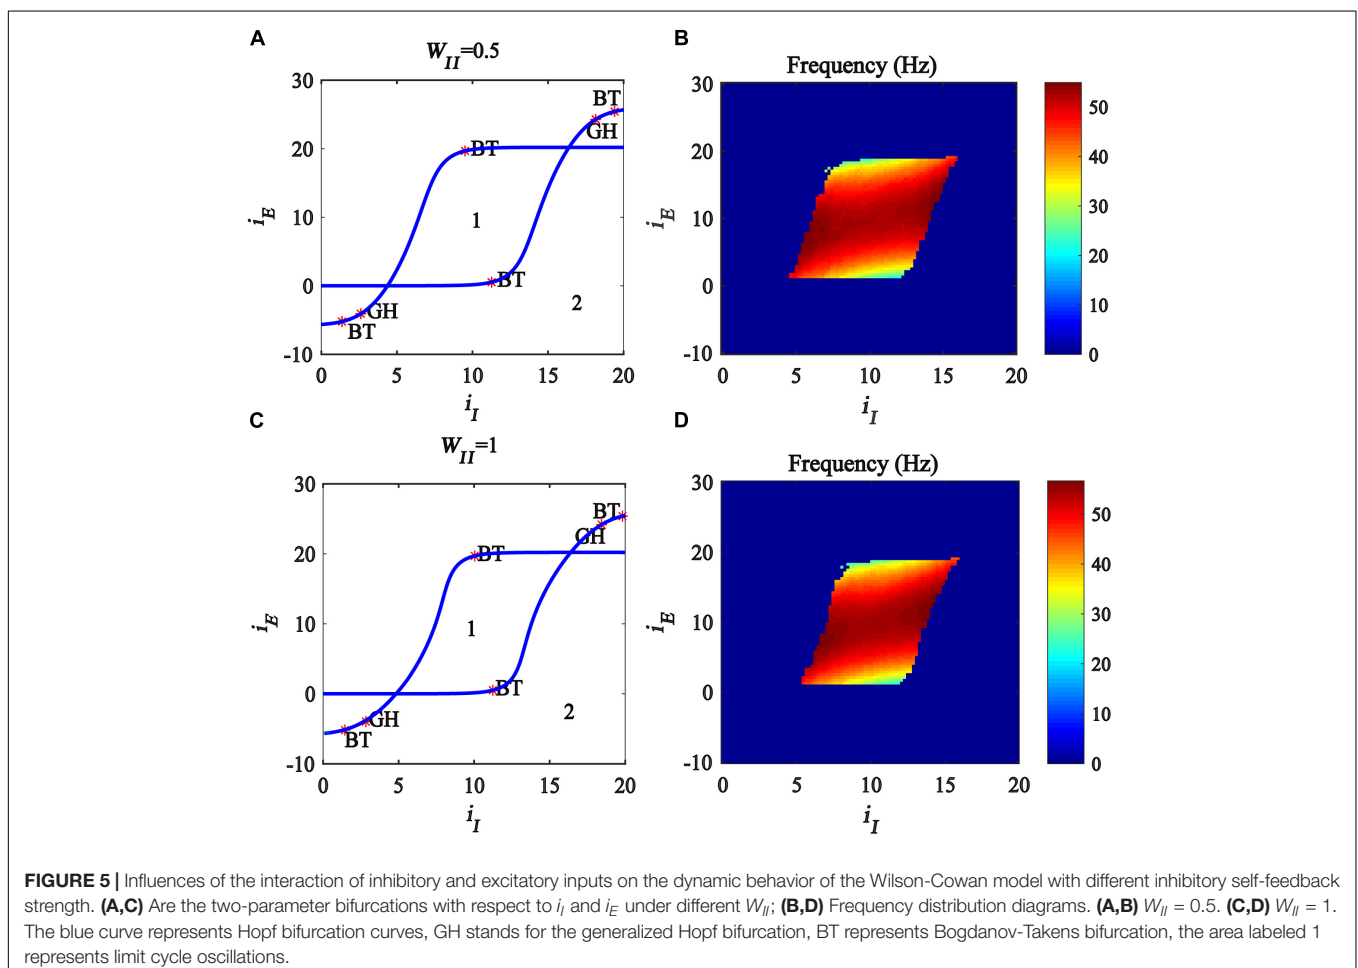 A
W_II=0.5
30
20
10
0
-10
i_E
BT
GH
BT
1
BT
2
GH
BT
0 5 10 15 20
i_I
B
Frequency (Hz)
30
20
10
0
-10
i_E
0 5 10 15 20
i_I
50
40
30
20
10
0
C
W_II=1
30
20
10
0
-10
i_E
BT
GH
BT
1
BT
2
GH
BT
0 5 10 15 20
i_I
D
Frequency (Hz)
30
20
10
0
-10
i_E
0 5 10 15 20
i_I
50
40
30
20
10
0
FIGURE 5 | Influences of the interaction of inhibitory and excitatory inputs on the dynamic behavior of the Wilson-Cowan model with different inhibitory self-feedback
strength. (A,C) Are the two-parameter bifurcations with respect to i_I and i_E under different W_II; (B,D) Frequency distribution diagrams. (A,B) W_II = 0.5. (C,D) W_II = 1.
The blue curve represents Hopf bifurcation curves, GH stands for the generalized Hopf bifurcation, BT represents Bogdanov-Takens bifurcation, the area labeled 1
represents limit cycle oscillations.